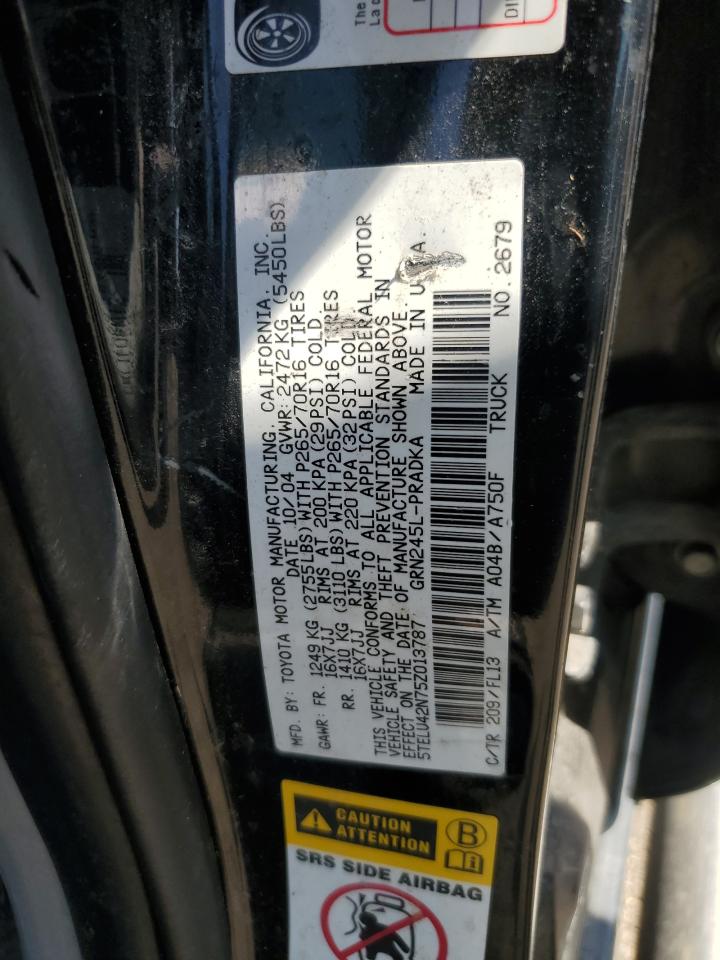 MFD. BY: TOYOTA MOTOR MANUFACTURING, CALIFORNIA, INC.
DATE 10/04 GVWR: 2472KG (5450LBS)
GAWR: FR. 1249KG (2755LBS) WITH P265/70R16 TIRES
16X7JJ RIMS AT 200 KPA (29PSI) COLD.
RR. 1410 KG (3110 LBS) WITH P265/70R16 TIRES
16X7JJ RIMS AT 220 KPA (32PSI) COLD
THIS VEHICLE CONFORMS TO ALL APPLICABLE FEDERAL MOTOR
VEHICLE SAFETY AND THEFT PREVENTION STANDARDS IN
EFFECT ON THE DATE OF MANUFACTURE SHOWN ABOVE.
5TELU42N75Z013787 GRN245L-PRADKA MADE IN U A.
C/TR 209/FL13 A/TM A04B/A750F TRUCK NO.2679
CAUTION
ATTENTION
B
SRS SIDE AIRBAG
The